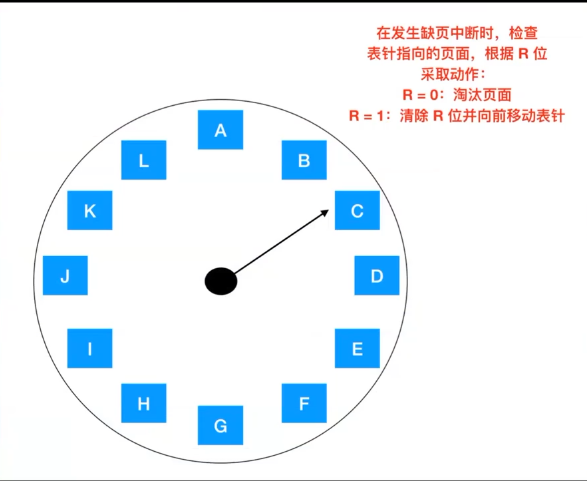 在发生缺页中断时，检查
表针指向的页面，根据 R 位
采取动作：
R = 0：淘汰页面
R = 1：清除 R 位并向前移动表针
A
L
B
K
C
J
D
I
E
H
F
G